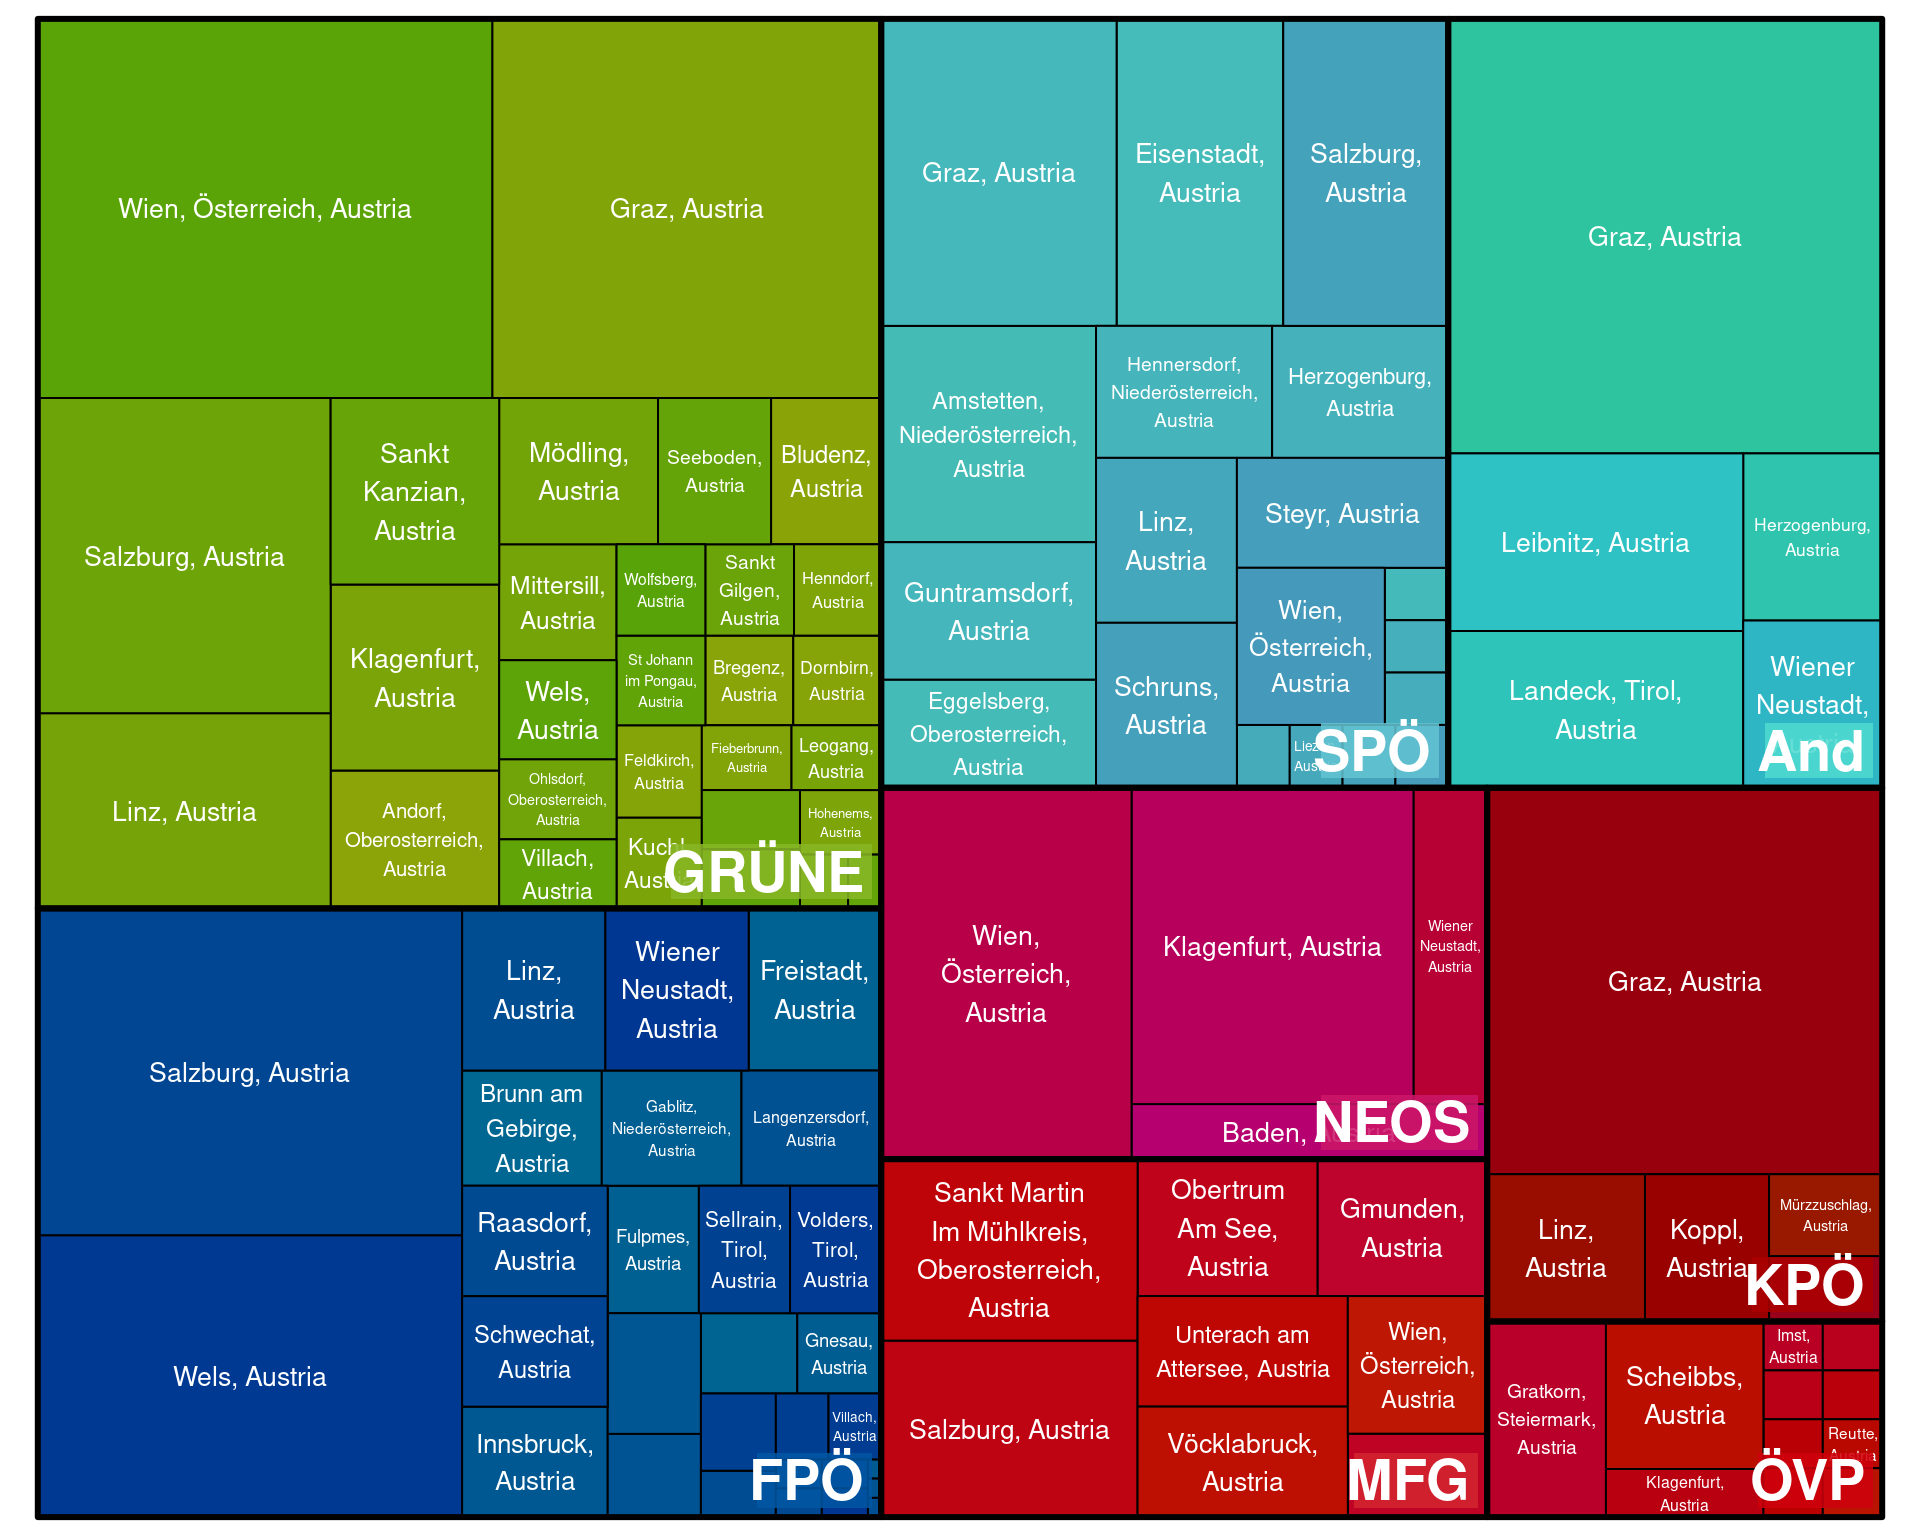 Wien, Österreich, Austria
Graz, Austria
Salzburg, Austria
Sankt
Kanzian,
Austria
Mödling,
Austria
Seeboden,
Austria
Bludenz,
Austria
Mittersill,
Austria
Wolfsberg,
Austria
Sankt
Gilgen,
Austria
Henndorf,
Austria
Klagenfurt,
Austria
Wels,
Austria
St Johann
im Pongau,
Austria
Bregenz,
Austria
Dornbirn,
Austria
Linz, Austria
Andorf,
Oberosterreich,
Austria
Ohlsdorf,
Oberosterreich,
Austria
Feldkirch,
Austria
Fieberbrunn,
Austria
Leogang,
Austria
Villach,
Austria
Kuchl,
Austria
Hohenems,
Austria
GRÜNE
Graz, Austria
Eisenstadt,
Austria
Salzburg,
Austria
Amstetten,
Niederösterreich,
Austria
Hennersdorf,
Niederösterreich,
Austria
Herzogenburg,
Austria
Linz,
Austria
Steyr, Austria
Guntramsdorf,
Austria
Wien,
Österreich,
Austria
Schruns,
Austria
Eggelsberg,
Oberosterreich,
Austria
SPÖ
Graz, Austria
Leibnitz, Austria
Herzogenburg,
Austria
Landeck, Tirol,
Austria
Wiener
Neustadt,
Austria
And
Salzburg, Austria
Linz,
Austria
Wiener
Neustadt,
Austria
Freistadt,
Austria
Brunn am
Gebirge,
Austria
Gablitz,
Niederösterreich,
Austria
Langenzersdorf,
Austria
Raasdorf,
Austria
Fulpmes,
Austria
Sellrain,
Tirol,
Austria
Volders,
Tirol,
Austria
Wels, Austria
Schwechat,
Austria
Gnesau,
Austria
Innsbruck,
Austria
Villach,
Austria
FPÖ
Wien,
Österreich,
Austria
Klagenfurt, Austria
Wiener
Neustadt,
Austria
Baden, Austria
NEOS
Graz, Austria
Linz,
Austria
Koppl,
Austria
Mürzzuschlag,
Austria
KPÖ
Sankt Martin
Im Mühlkreis,
Oberosterreich,
Austria
Obertrum
Am See,
Austria
Gmunden,
Austria
Unterach am
Attersee, Austria
Wien,
Österreich,
Austria
Salzburg, Austria
Vöcklabruck,
Austria
MFG
Gratkorn,
Steiermark,
Austria
Scheibbs,
Austria
Imst,
Austria
Reutte,
Austria
Klagenfurt,
Austria
ÖVP